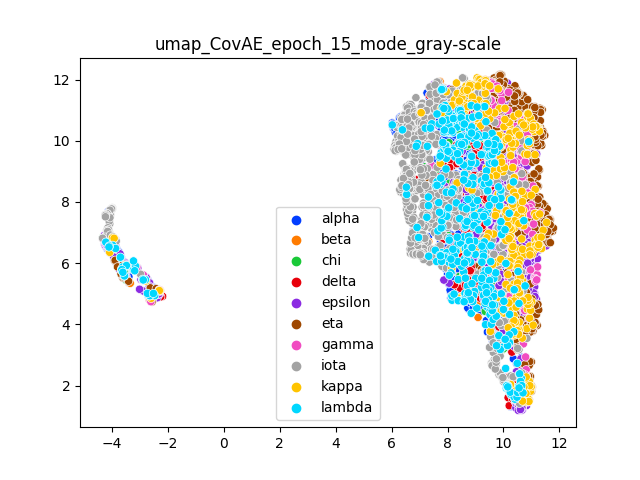 umap_CovAE_epoch_15_mode_gray-scale
12
10
8
6
4
2
alpha
beta
chi
delta
epsilon
eta
gamma
iota
kappa
lambda
−4 −2 0 2 4 6 8 10 12